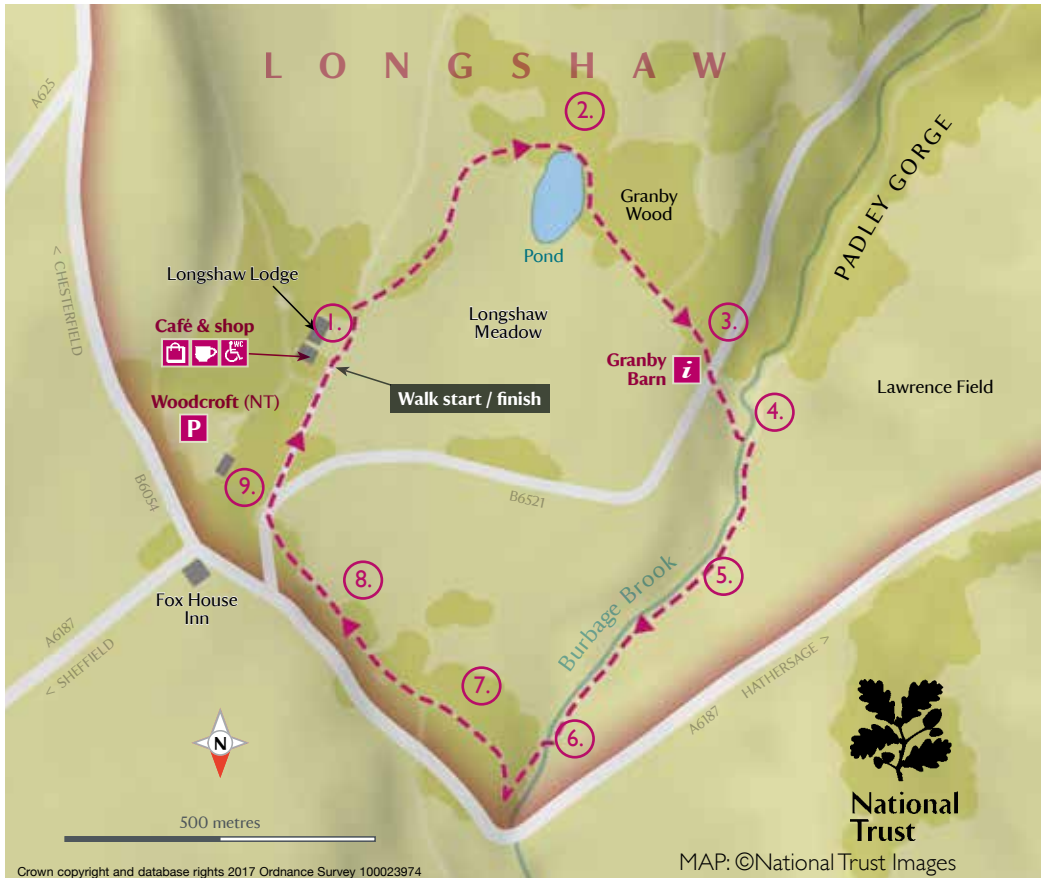 LONGSHAW
2.
A625
PADLEY GORGE
Granby
Wood
Pond
< CHESTERFIELD
Longshaw Lodge
1.
Longshaw
Meadow
3.
Café & shop
WC
Granby
Barn
i
Lawrence Field
Walk start / finish
4.
Woodcroft (NT)
P
9.
B6054
B6521
8.
5.
Fox House
Inn
Burbage Brook
A6187
< SHEFFIELD
7.
HATHERSAGE >
A6187
6.
N
National
Trust
500 metres
MAP: ©National Trust Images
Crown copyright and database rights 2017 Ordnance Survey 100023974